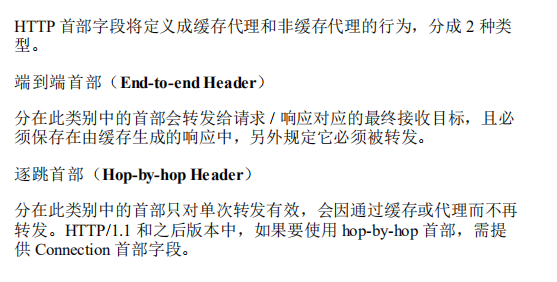 HTTP 首部字段将定义成缓存代理和非缓存代理的行为，分成 2 种类
型。
端到端首部（End-to-end Header）
分在此类别中的首部会转发给请求 / 响应对应的最终接收目标，且必
须保存在由缓存生成的响应中，另外规定它必须被转发。
逐跳首部（Hop-by-hop Header）
分在此类别中的首部只对单次转发有效，会因通过缓存或代理而不再
转发。HTTP/1.1 和之后版本中，如果要使用 hop-by-hop 首部，需提
供 Connection 首部字段。